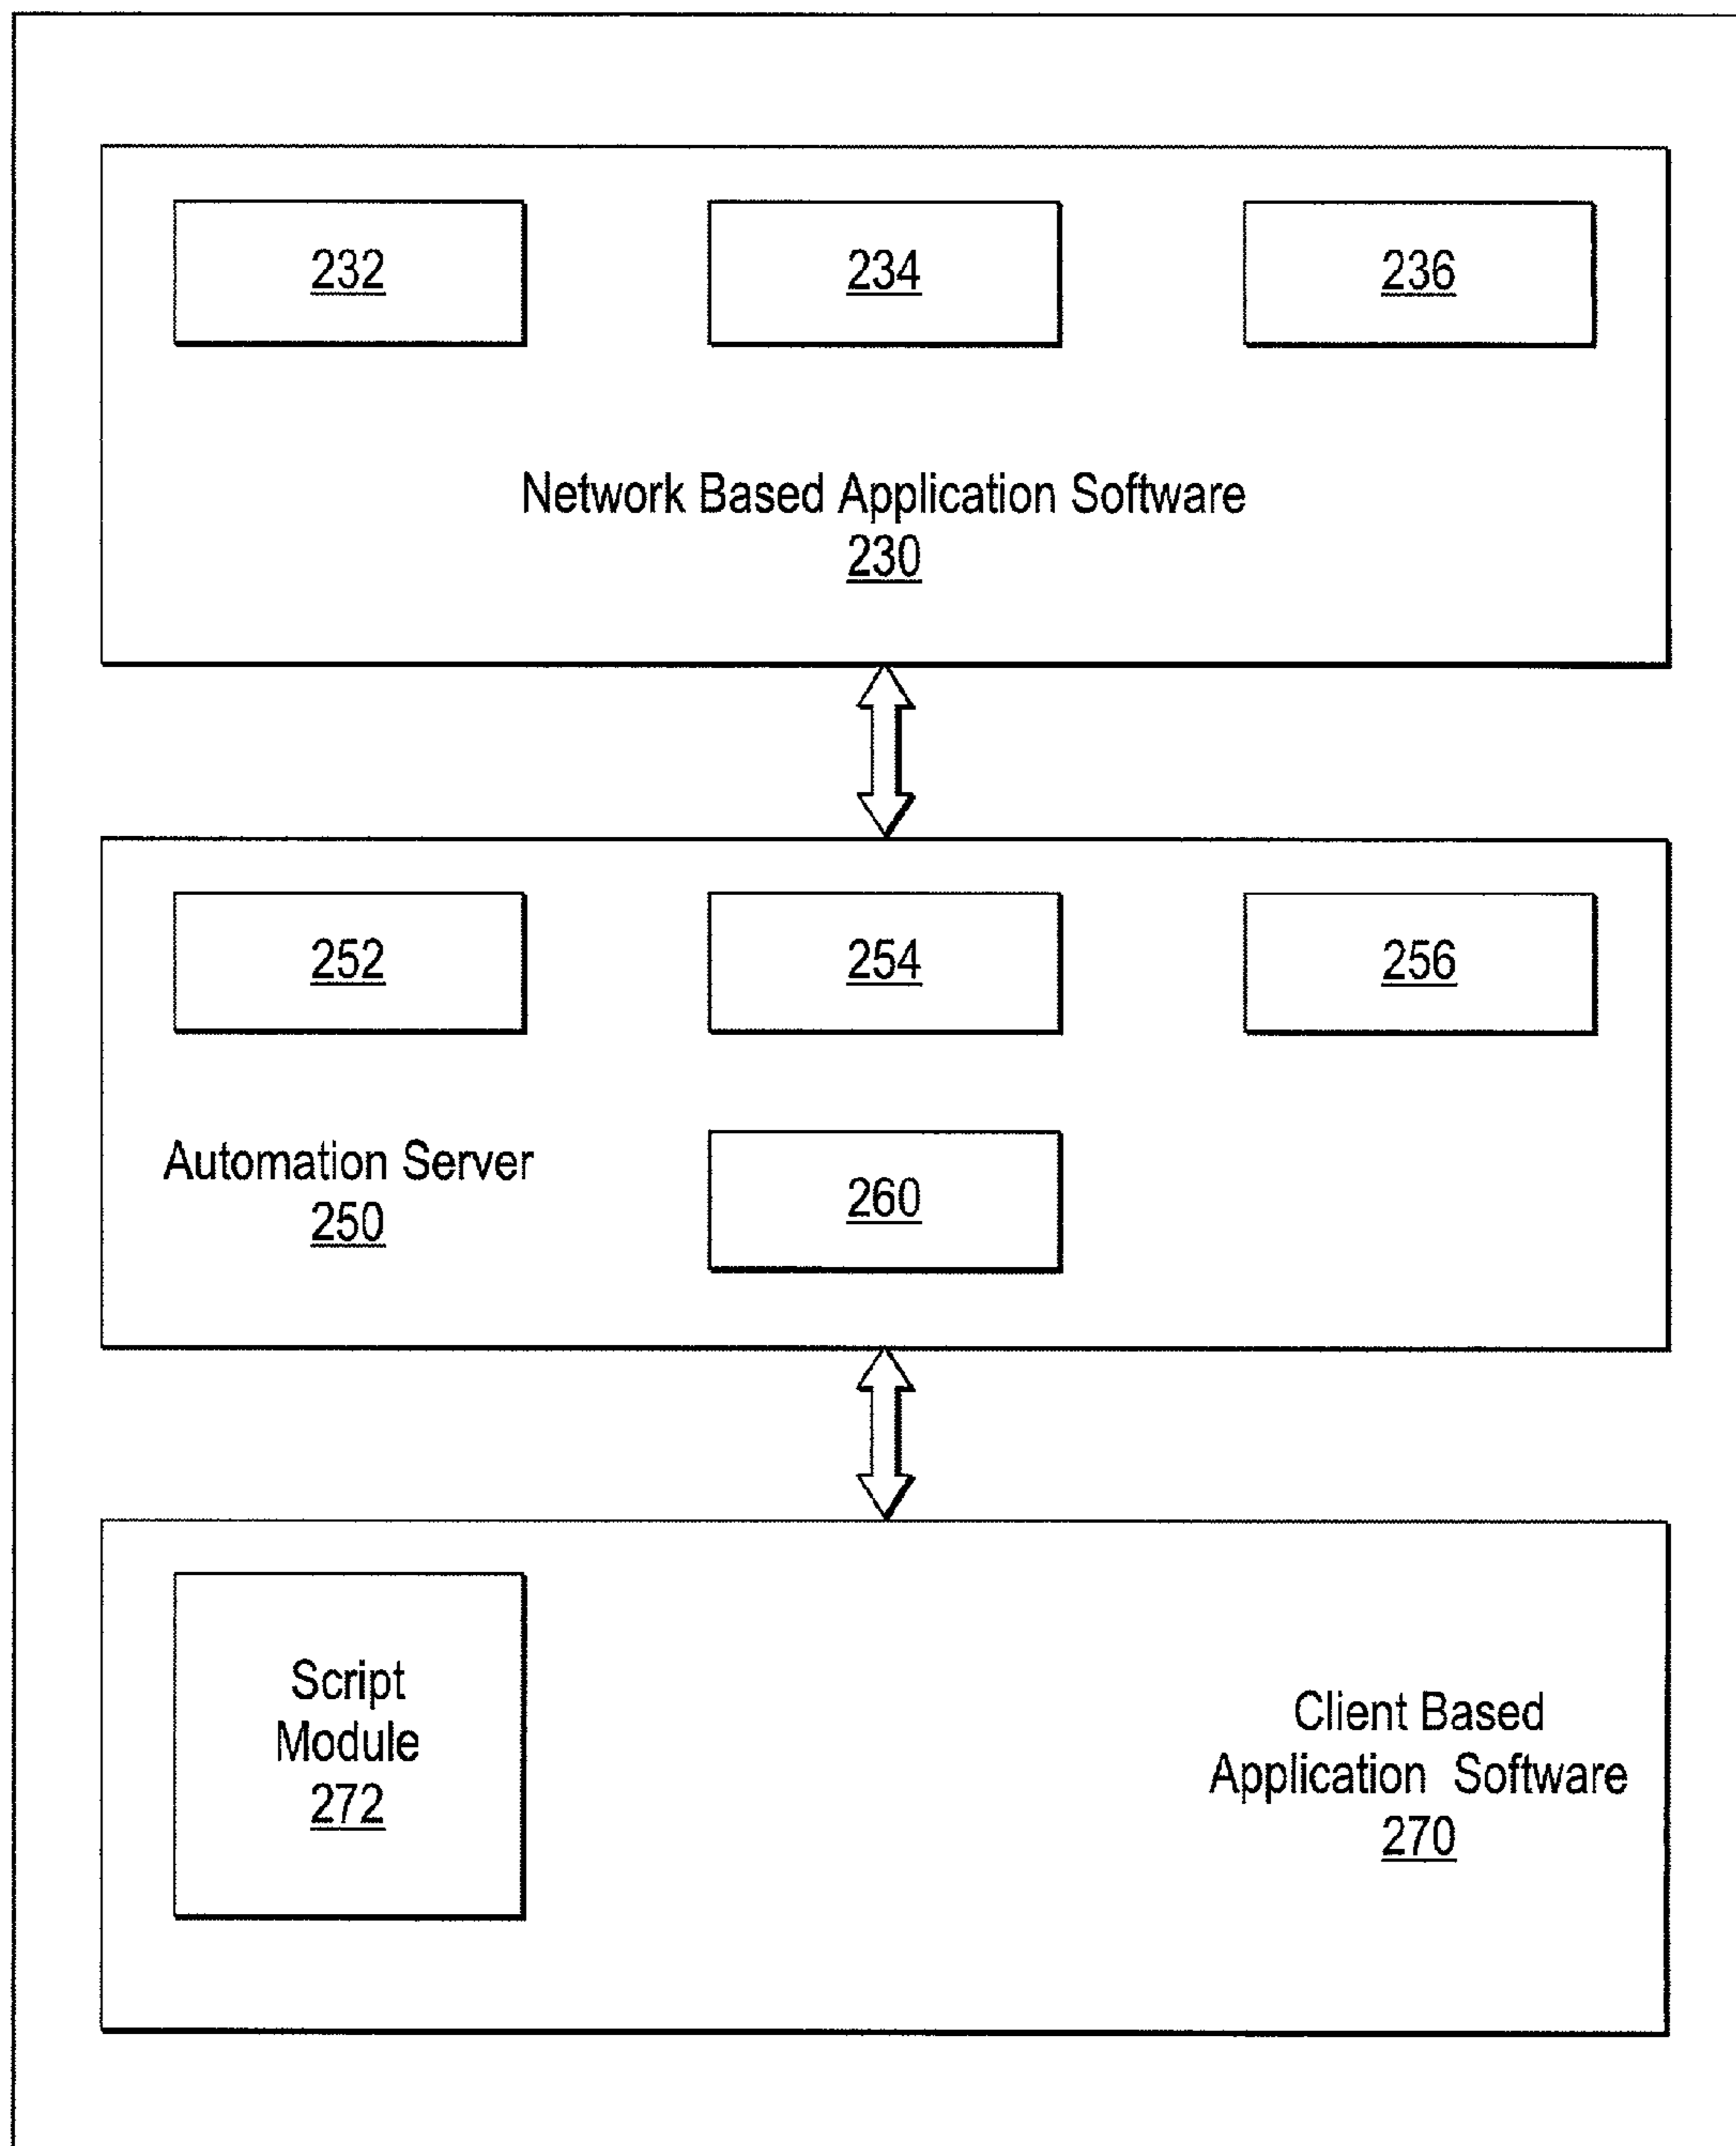 232
234
236
Network Based Application Software
230
252
254
256
Automation Server
250
260
Script
Module
272
Client Based
Application Software
270